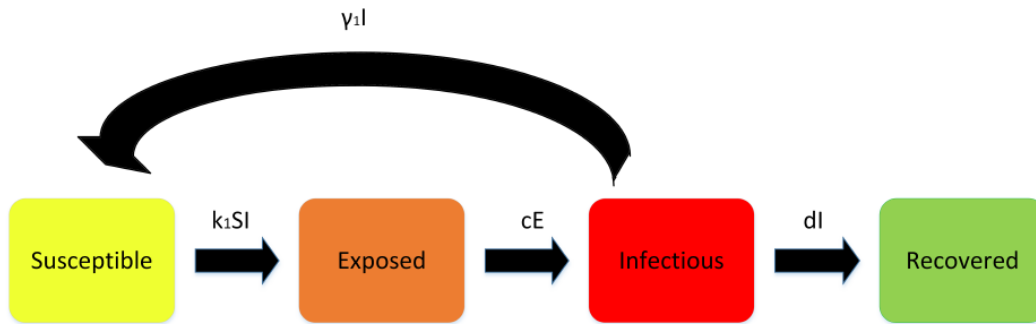 γ₁I
k₁SI
cE
dI
Susceptible
Exposed
Infectious
Recovered